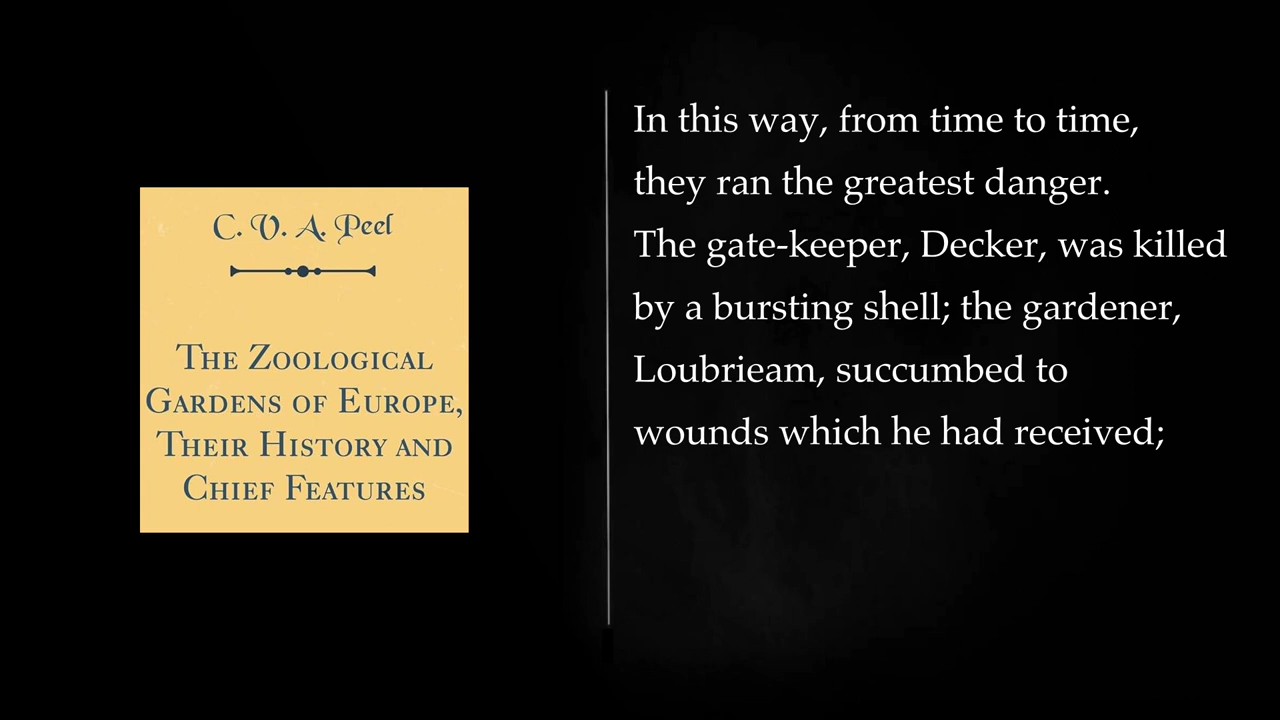 C. V. A. Peel
The Zoological
Gardens of Europe,
Their History and
Chief Features
In this way, from time to time,
they ran the greatest danger.
The gate-keeper, Decker, was killed
by a bursting shell; the gardener,
Loubrieam, succumbed to
wounds which he had received;